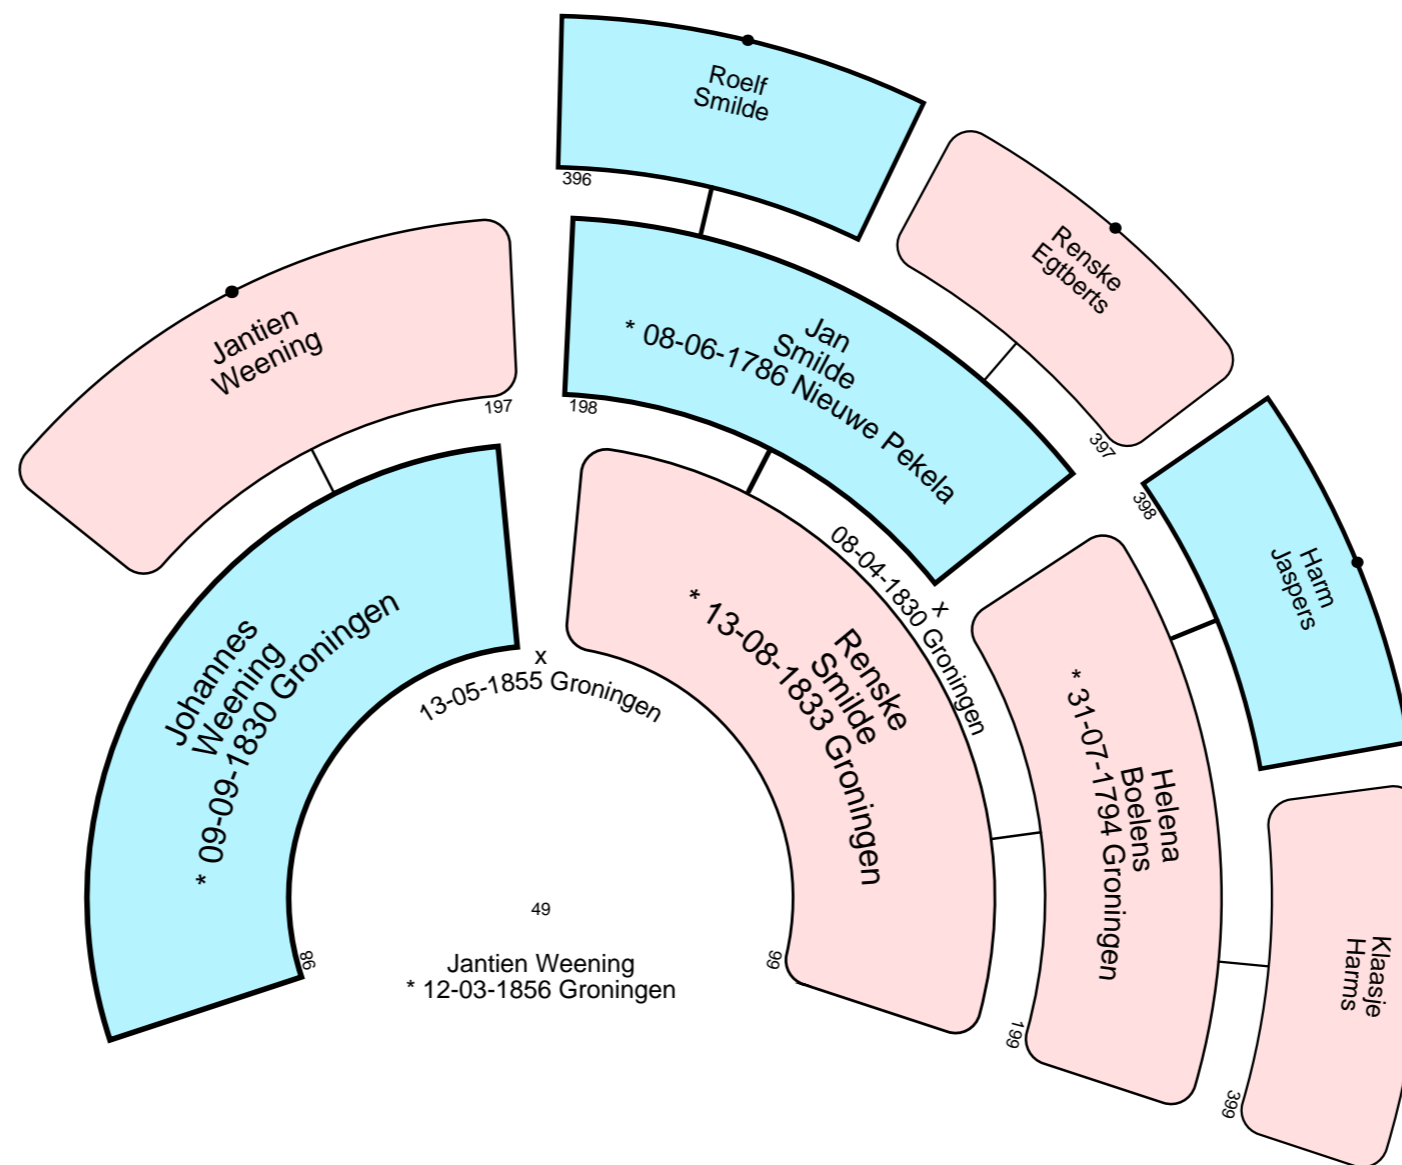 Roelf
Smilde
396
Renske
Egtberts
397
Jantien
Weening
197
Jan
Smilde
* 08-06-1786 Nieuwe Pekela
198
398
Harm
Jaspers
x
08-04-1830 Groningen
Johannes
Weening
* 09-09-1830 Groningen
98
x
13-05-1855 Groningen
Renske
Smilde
* 13-08-1833 Groningen
99
Helena
Boelens
* 31-07-1794 Groningen
199
Klaasje
Harms
399
49
Jantien Weening
* 12-03-1856 Groningen